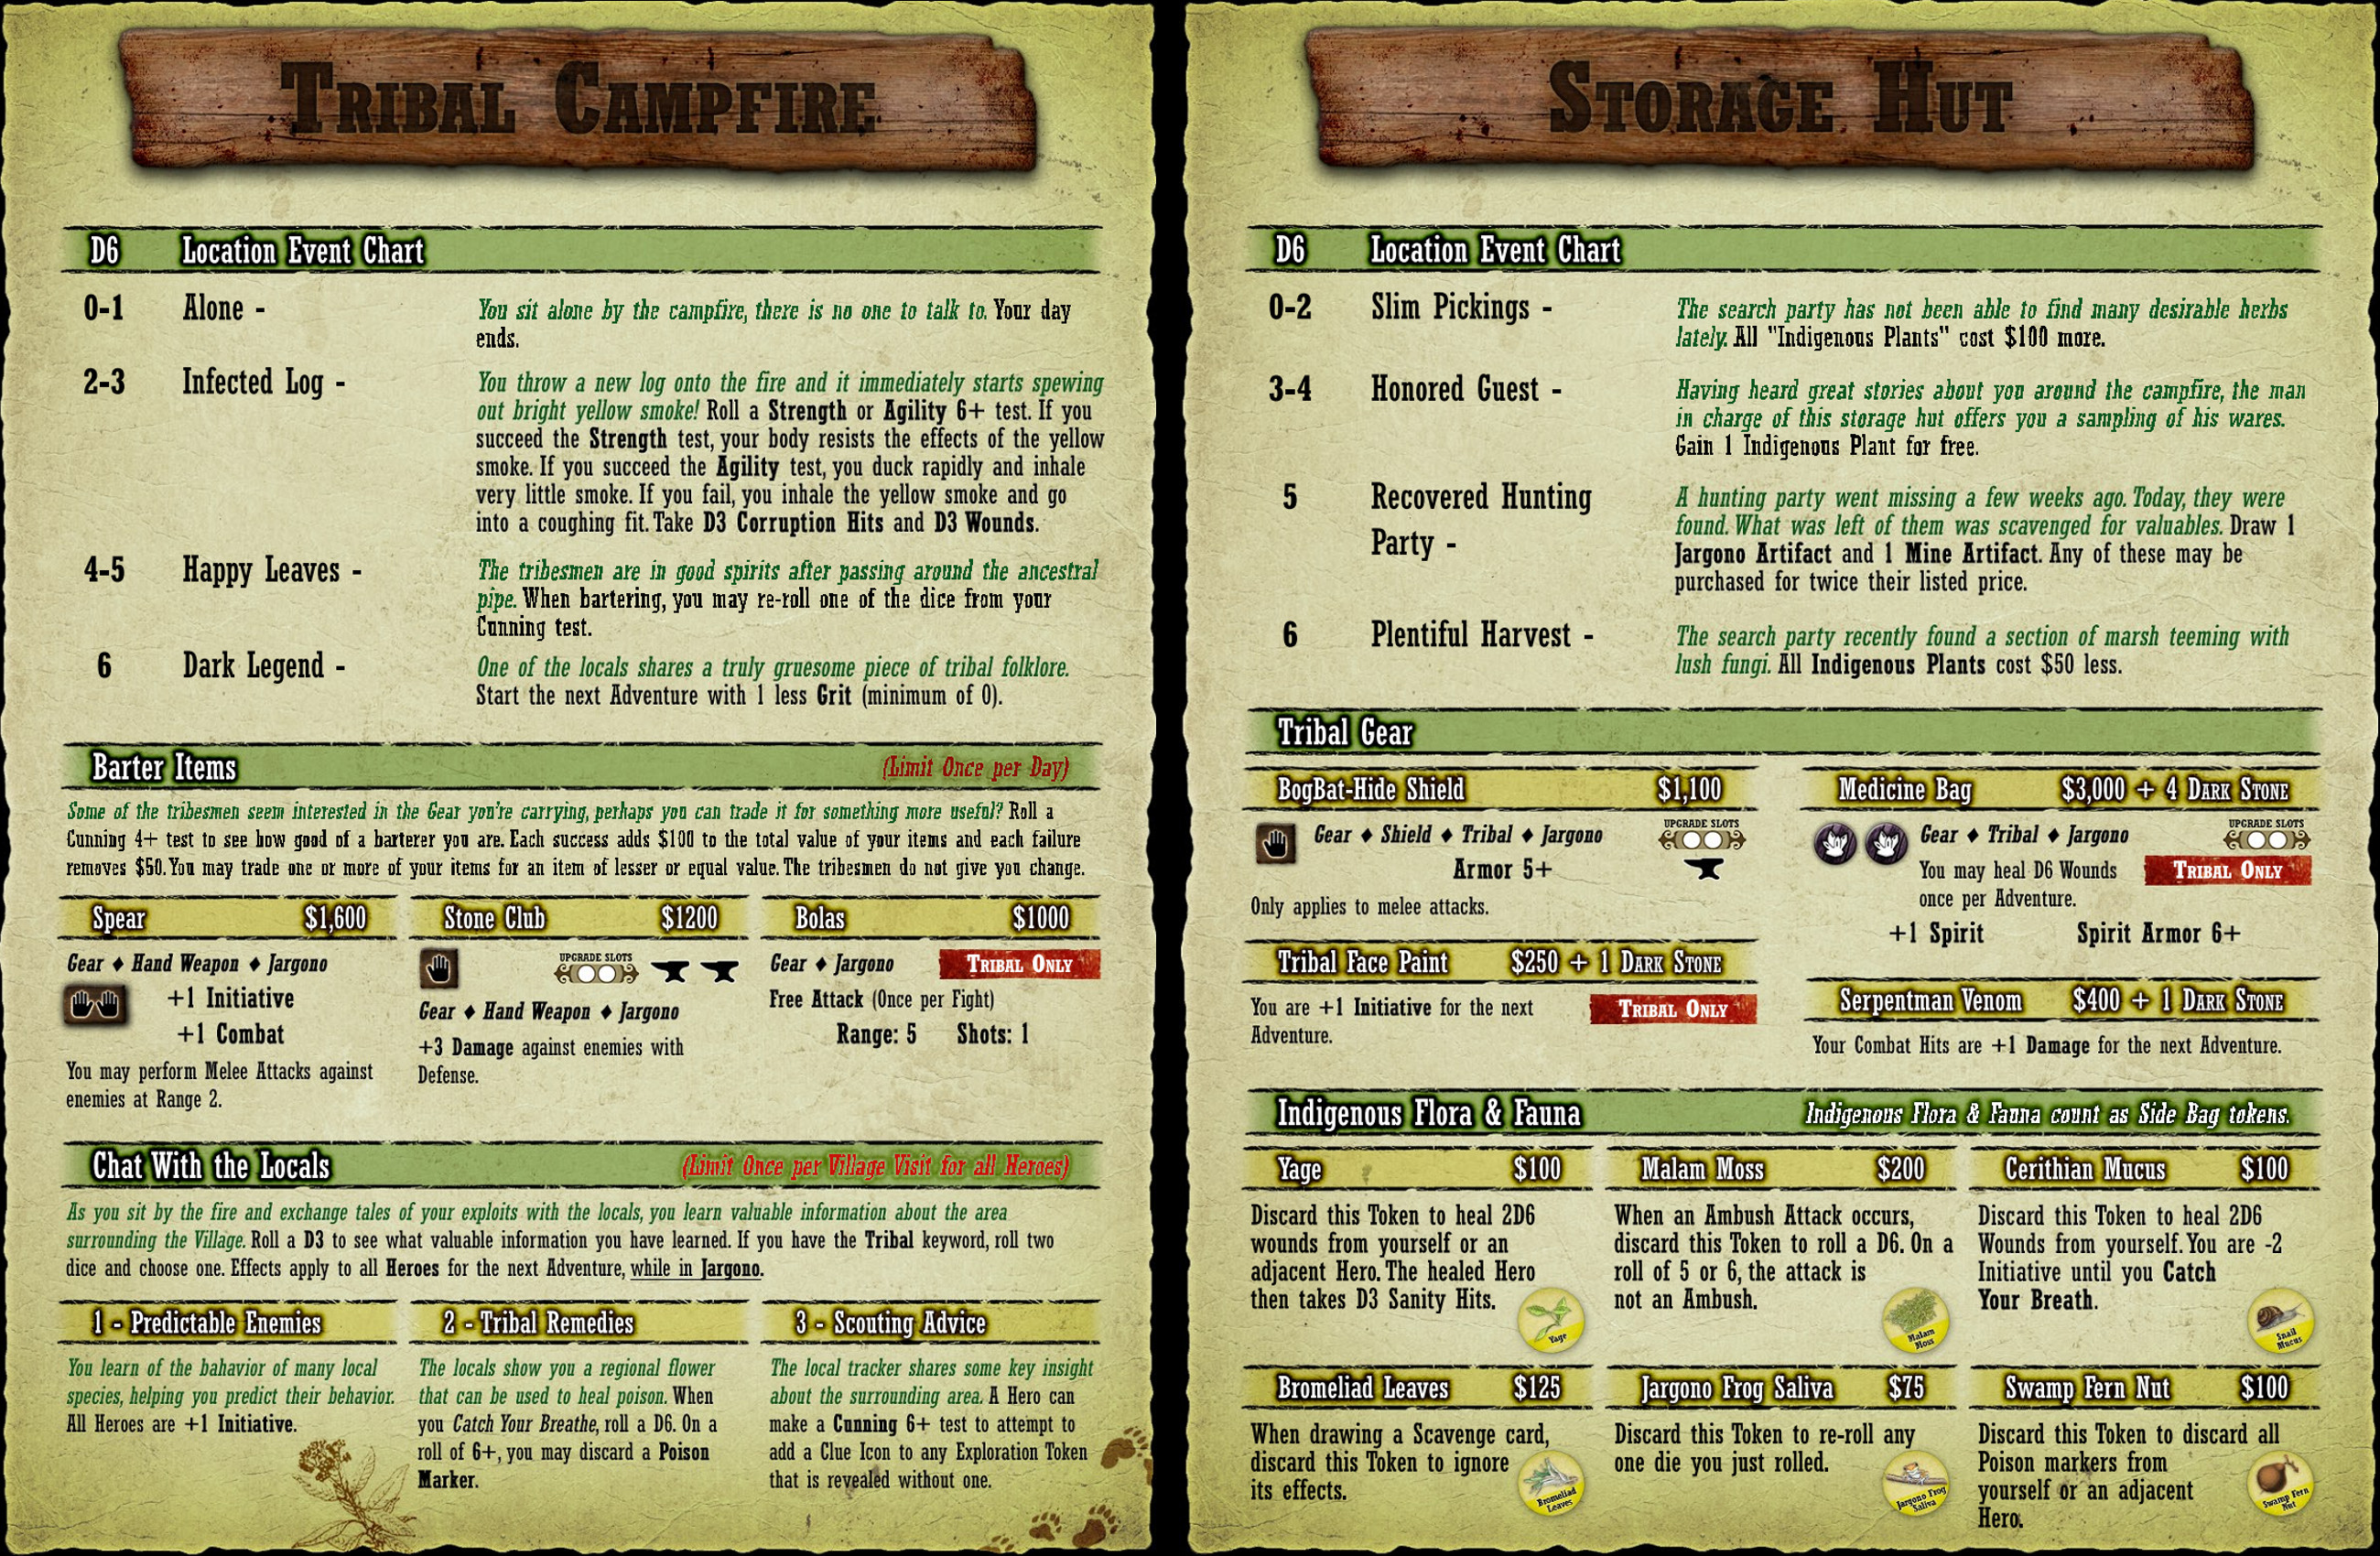 Tribal Campfire
D6 Location Event Chart
0-1 Alone - You sit alone by the campfire, there is no one to talk to. Your day
ends.
2-3 Infected Log - You throw a new log onto the fire and it immediately starts spewing
out bright yellow smoke! Roll a Strength or Agility 6+ test. If you
succeed the Strength test, your body resists the effects of the yellow
smoke. If you succeed the Agility test, you duck rapidly and inhale
very little smoke. If you fail, you inhale the yellow smoke and go
into a coughing fit. Take D3 Corruption Hits and D3 Wounds.
4-5 Happy Leaves - The tribesmen are in good spirits after passing around the ancestral
pipe. When bartering, you may re-roll one of the dice from your
Cunning test.
6 Dark Legend - One of the locals shares a truly gruesome piece of tribal folklore.
Start the next Adventure with 1 less Grit (minimum of 0).
Barter Items (Limit Once per Day)
Some of the tribesmen seem interested in the Gear you're carrying, perhaps you can trade it for something more useful? Roll a
Cunning 4+ test to see how good of a barterer you are. Each success adds $100 to the total value of your items and each failure
removes $50. You may trade one or more of your items for an item of lesser or equal value. The tribesmen do not give you change.
Spear $1,600
Gear ♦ Hand Weapon ♦ Jargono
+1 Initiative
+1 Combat
You may perform Melee Attacks against
enemies at Range 2.
Stone Club $1200
UPGRADE SLOTS
Gear ♦ Hand Weapon ♦ Jargono
+3 Damage against enemies with
Defense.
Bolas $1000
Gear ♦ Jargono Tribal Only
Free Attack (Once per Fight)
Range: 5 Shots: 1
Chat With the Locals (Limit Once per Village Visit for all Heroes)
As you sit by the fire and exchange tales of your exploits with the locals, you learn valuable information about the area
surrounding the Village. Roll a D3 to see what valuable information you have learned. If you have the Tribal keyword, roll two
dice and choose one. Effects apply to all Heroes for the next Adventure, while in Jargono.
1 - Predictable Enemies
You learn of the bahavior of many local
species, helping you predict their behavior.
All Heroes are +1 Initiative.
2 - Tribal Remedies
The locals show you a regional flower
that can be used to heal poison. When
you Catch Your Breathe, roll a D6. On a
roll of 6+, you may discard a Poison
Marker.
3 - Scouting Advice
The local tracker shares some key insight
about the surrounding area. A Hero can
make a Cunning 6+ test to attempt to
add a Clue Icon to any Exploration Token
that is revealed without one.
Storage Hut
D6 Location Event Chart
0-2 Slim Pickings - The search party has not been able to find many desirable herbs
lately. All "Indigenous Plants" cost $100 more.
3-4 Honored Guest - Having heard great stories about you around the campfire, the man
in charge of this storage hut offers you a sampling of his wares.
Gain 1 Indigenous Plant for free.
5 Recovered Hunting A hunting party went missing a few weeks ago. Today, they were
found. What was left of them was scavenged for valuables. Draw 1
Party - Jargono Artifact and 1 Mine Artifact. Any of these may be
purchased for twice their listed price.
6 Plentiful Harvest - The search party recently found a section of marsh teeming with
lush fungi. All Indigenous Plants cost $50 less.
Tribal Gear
BogBat-Hide Shield $1,100
Gear ♦ Shield ♦ Tribal ♦ Jargono UPGRADE SLOTS
Armor 5+
Only applies to melee attacks.
Tribal Face Paint $250 + 1 Dark Stone
You are +1 Initiative for the next Tribal Only
Adventure.
Medicine Bag $3,000 + 4 Dark Stone
Gear ♦ Tribal ♦ Jargono UPGRADE SLOTS
You may heal D6 Wounds Tribal Only
once per Adventure.
+1 Spirit Spirit Armor 6+
Serpentman Venom $400 + 1 Dark Stone
Your Combat Hits are +1 Damage for the next Adventure.
Indigenous Flora & Fauna Indigenous Flora & Fauna count as Side Bag tokens.
Yage $100
Discard this Token to heal 2D6
wounds from yourself or an
adjacent Hero. The healed Hero
then takes D3 Sanity Hits.
Yage
Malam Moss $200
When an Ambush Attack occurs,
discard this Token to roll a D6. On a
roll of 5 or 6, the attack is
not an Ambush.
Malam
Moss
Cerithian Mucus $100
Discard this Token to heal 2D6
Wounds from yourself. You are -2
Initiative until you Catch
Your Breath.
Snail
Mucus
Bromeliad Leaves $125
When drawing a Scavenge card,
discard this Token to ignore
its effects.
Bromeliad
Leaves
Jargono Frog Saliva $75
Discard this Token to re-roll any
one die you just rolled.
Jargono Frog
Saliva
Swamp Fern Nut $100
Discard this Token to discard all
Poison markers from
yourself or an adjacent
Hero.
Swamp Fern
Nut